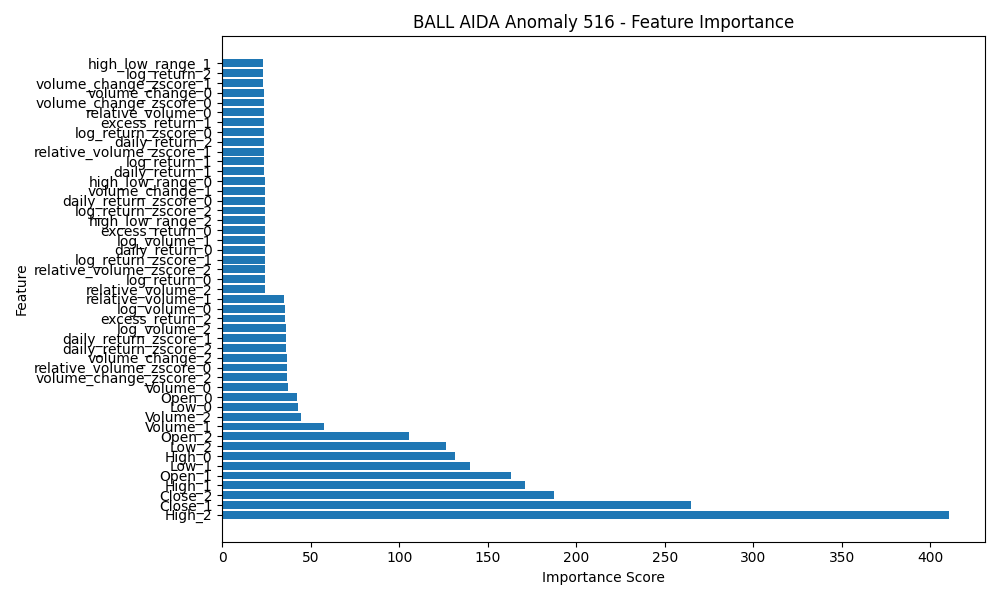 BALL AIDA Anomaly 516 - Feature Importance
high_low_range_1
log_return_2
volume_change_zscore_1
volume_change_0
volume_change_zscore_0
relative_volume_0
excess_return_1
log_return_zscore_0
daily_return_2
relative_volume_zscore_1
log_return_1
daily_return_1
high_low_range_0
volume_change_1
daily_return_zscore_0
log_return_zscore_2
high_low_range_2
excess_return_0
log_volume_1
daily_return_0
log_return_zscore_1
relative_volume_zscore_2
log_return_0
relative_volume_2
relative_volume_1
log_volume_0
excess_return_2
log_volume_2
daily_return_zscore_1
daily_return_zscore_2
volume_change_2
relative_volume_zscore_0
volume_change_zscore_2
Volume_0
Open_0
Low_0
Volume_2
Volume_1
Open_2
Low_2
High_0
Low_1
Open_1
High_1
Close_2
Close_1
High_2
Feature
0 50 100 150 200 250 300 350 400
Importance Score